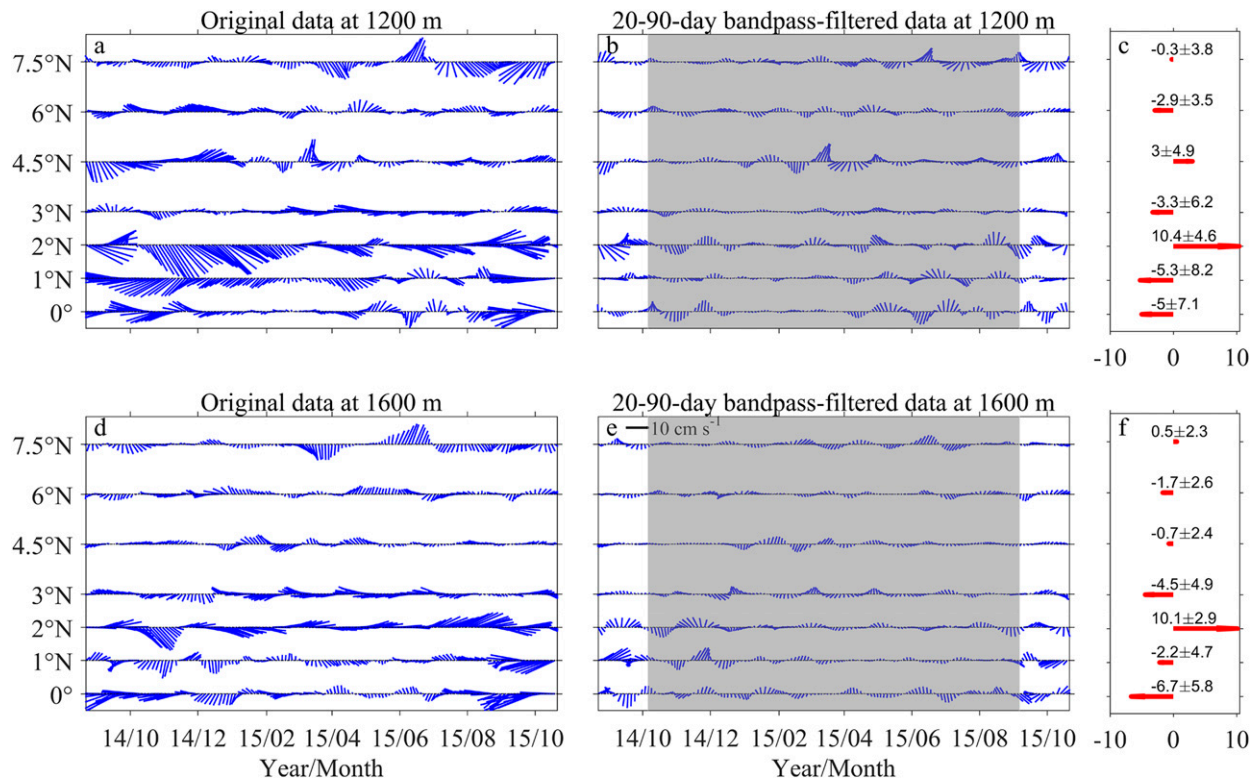 Original data at 1200 m
20-90-day bandpass-filtered data at 1200 m
a
b
c
7.5°N
6°N
4.5°N
3°N
2°N
1°N
0°
-0.3±3.8
-2.9±3.5
3±4.9
-3.3±6.2
10.4±4.6
-5.3±8.2
-5±7.1
-10 0 10
Original data at 1600 m
20-90-day bandpass-filtered data at 1600 m
d
e
10 cm s⁻¹
f
7.5°N
6°N
4.5°N
3°N
2°N
1°N
0°
0.5±2.3
-1.7±2.6
-0.7±2.4
-4.5±4.9
10.1±2.9
-2.2±4.7
-6.7±5.8
14/10 14/12 15/02 15/04 15/06 15/08 15/10
14/10 14/12 15/02 15/04 15/06 15/08 15/10
-10 0 10
Year/Month
Year/Month